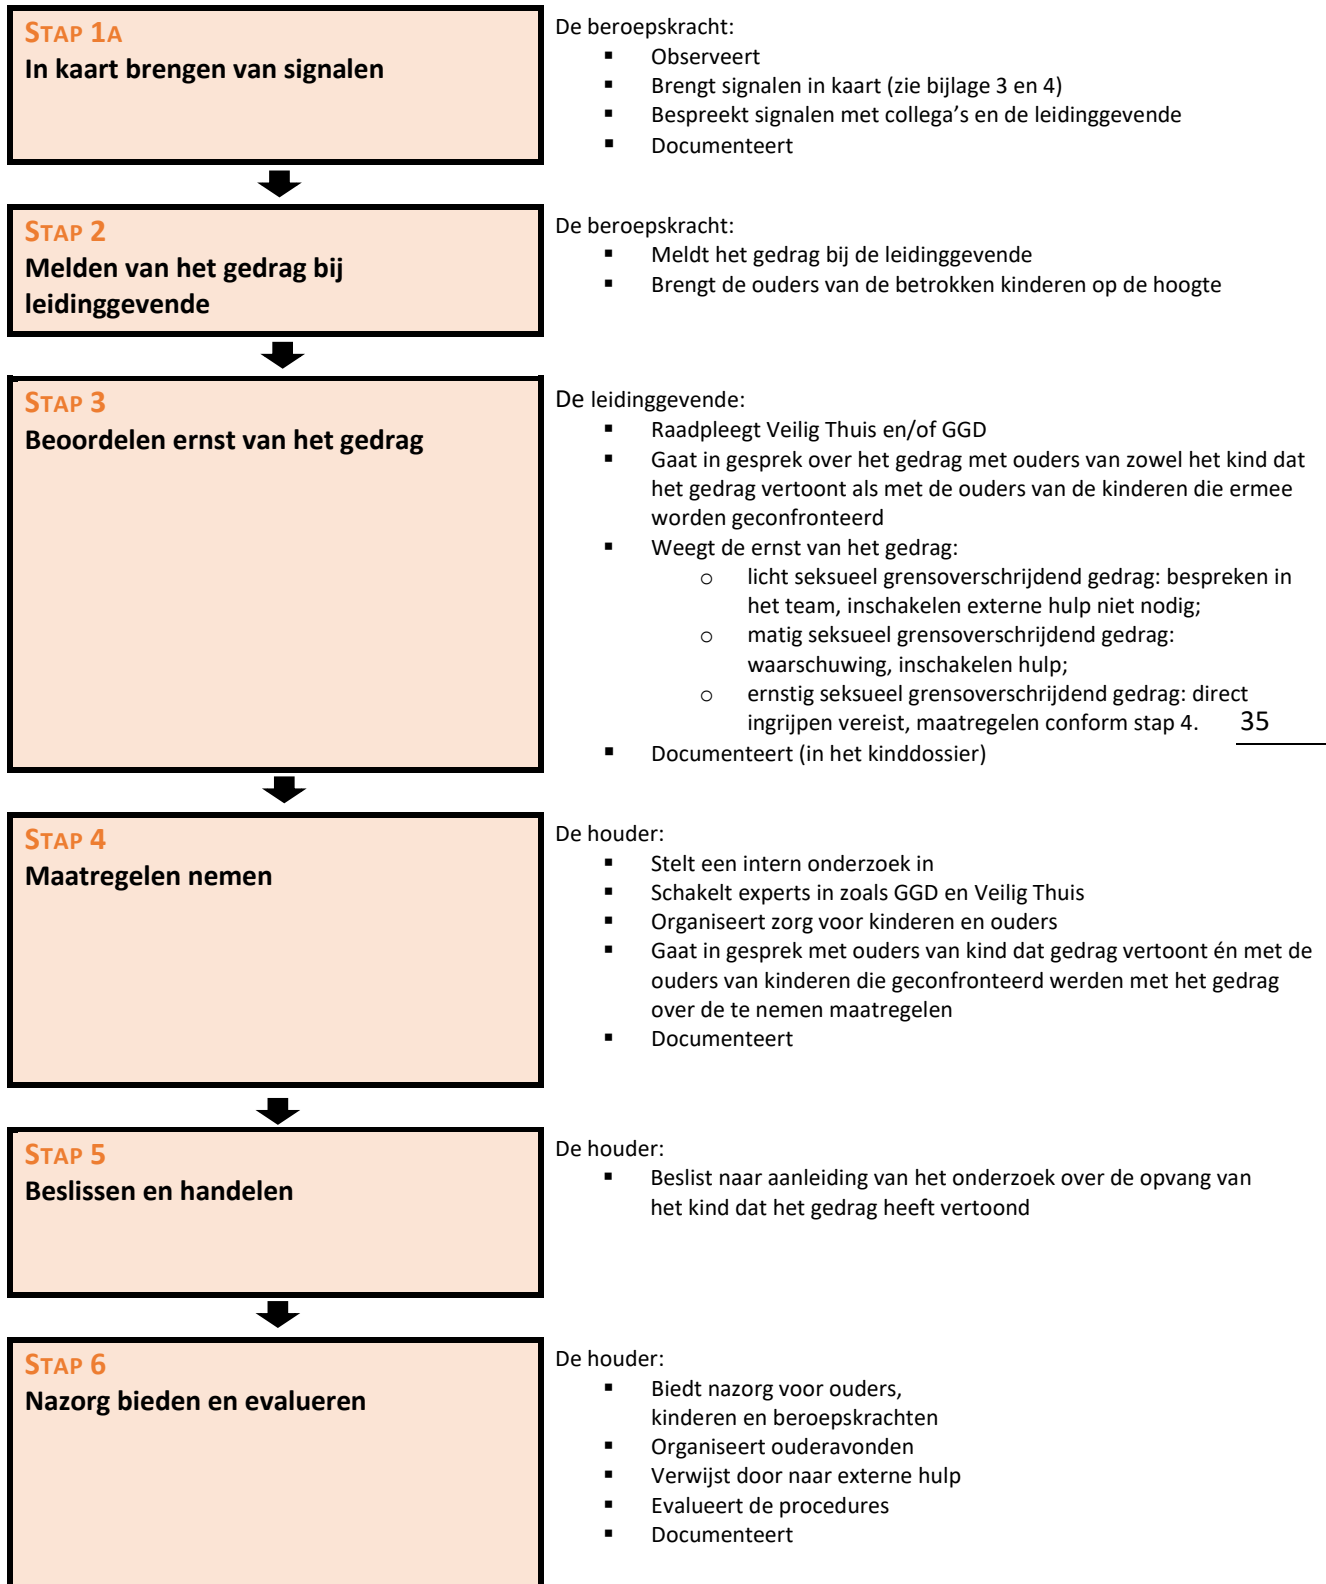 STAP 1A
In kaart brengen van signalen
De beroepskracht:
▪ Observeert
▪ Brengt signalen in kaart (zie bijlage 3 en 4)
▪ Bespreekt signalen met collega’s en de leidinggevende
▪ Documenteert
STAP 2
Melden van het gedrag bij
leidinggevende
De beroepskracht:
▪ Meldt het gedrag bij de leidinggevende
▪ Brengt de ouders van de betrokken kinderen op de hoogte
STAP 3
Beoordelen ernst van het gedrag
De leidinggevende:
▪ Raadpleegt Veilig Thuis en/of GGD
▪ Gaat in gesprek over het gedrag met ouders van zowel het kind dat
het gedrag vertoont als met de ouders van de kinderen die ermee
worden geconfronteerd
▪ Weegt de ernst van het gedrag:
o licht seksueel grensoverschrijdend gedrag: bespreken in
het team, inschakelen externe hulp niet nodig;
o matig seksueel grensoverschrijdend gedrag:
waarschuwing, inschakelen hulp;
o ernstig seksueel grensoverschrijdend gedrag: direct
ingrijpen vereist, maatregelen conform stap 4.
35
▪ Documenteert (in het kinddossier)
STAP 4
Maatregelen nemen
De houder:
▪ Stelt een intern onderzoek in
▪ Schakelt experts in zoals GGD en Veilig Thuis
▪ Organiseert zorg voor kinderen en ouders
▪ Gaat in gesprek met ouders van kind dat gedrag vertoont én met de
ouders van kinderen die geconfronteerd werden met het gedrag
over de te nemen maatregelen
▪ Documenteert
STAP 5
Beslissen en handelen
De houder:
▪ Beslist naar aanleiding van het onderzoek over de opvang van
het kind dat het gedrag heeft vertoond
STAP 6
Nazorg bieden en evalueren
De houder:
▪ Biedt nazorg voor ouders,
kinderen en beroepskrachten
▪ Organiseert ouderavonden
▪ Verwijst door naar externe hulp
▪ Evalueert de procedures
▪ Documenteert